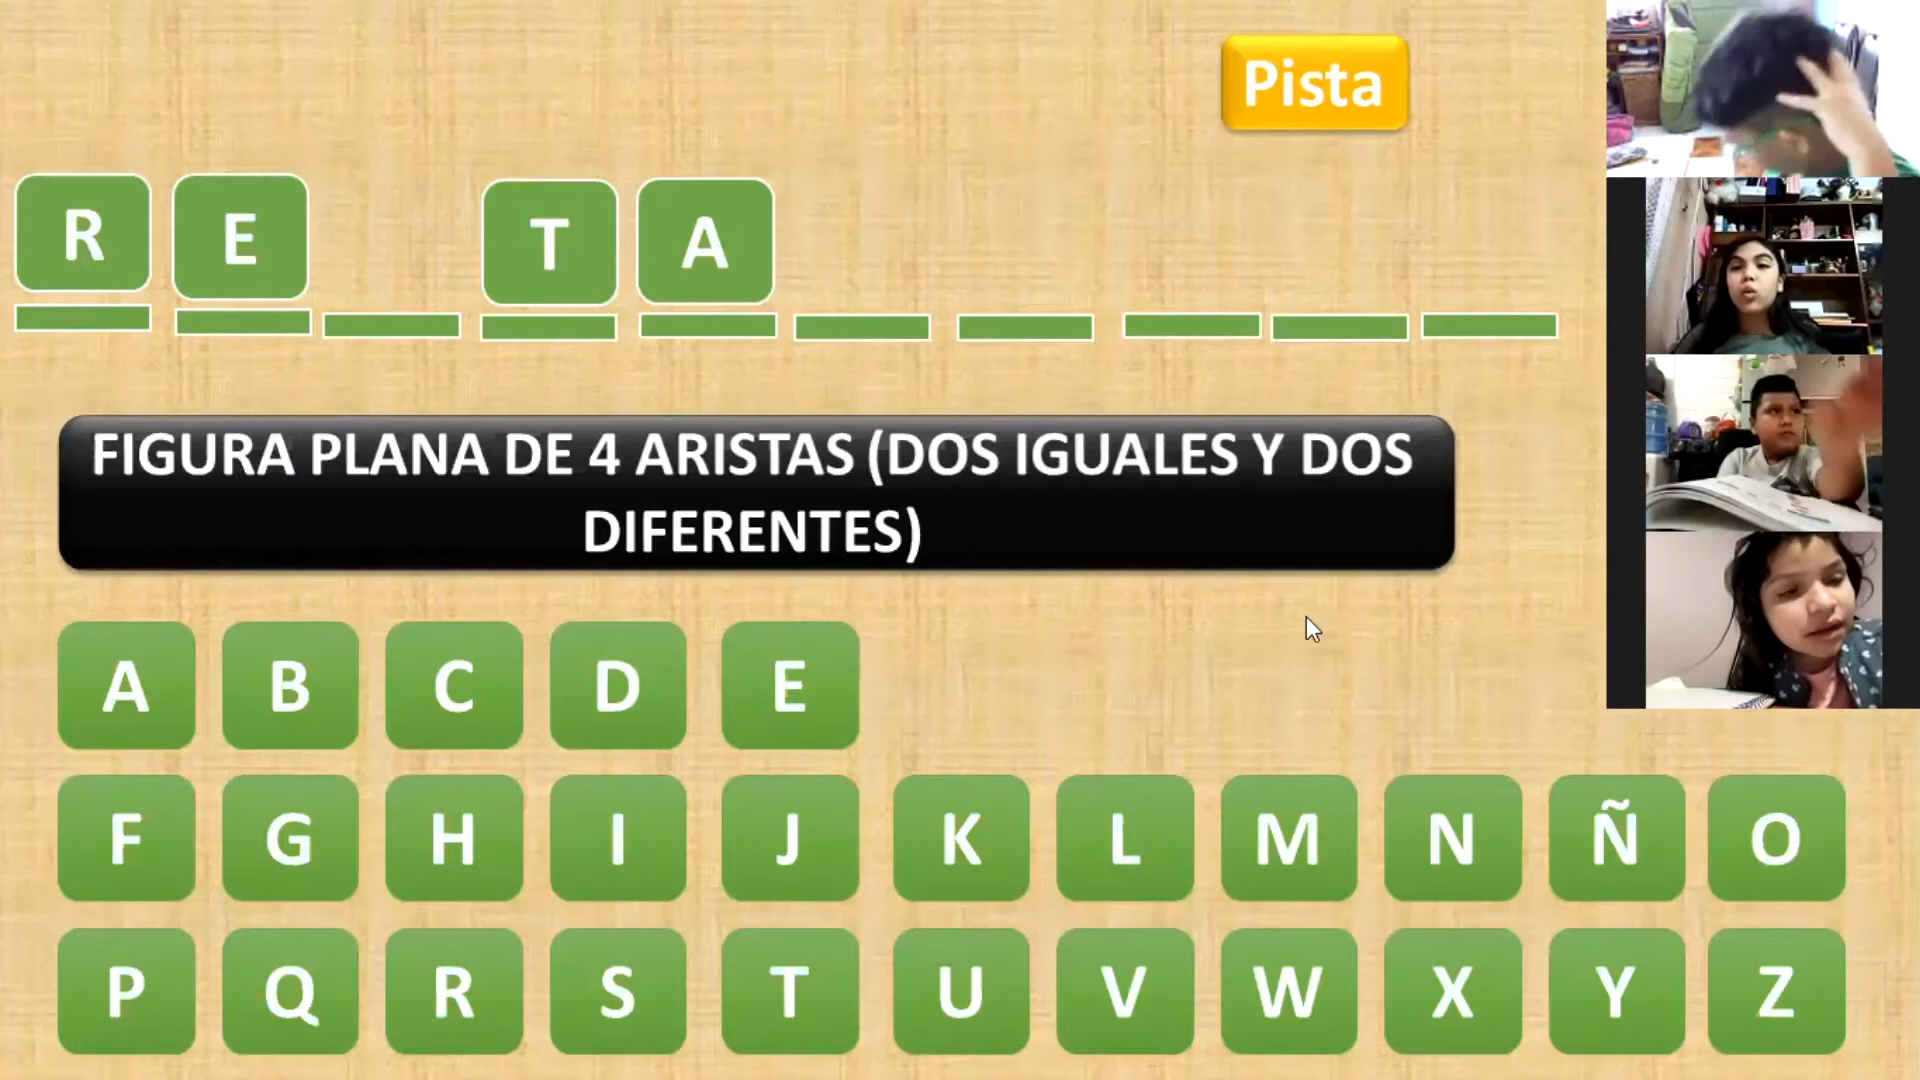 Pista
R E T A
FIGURA PLANA DE 4 ARISTAS (DOS IGUALES Y DOS
DIFERENTES)
A B C D E
F G H I J K L M N Ñ O
P Q R S T U V W X Y Z